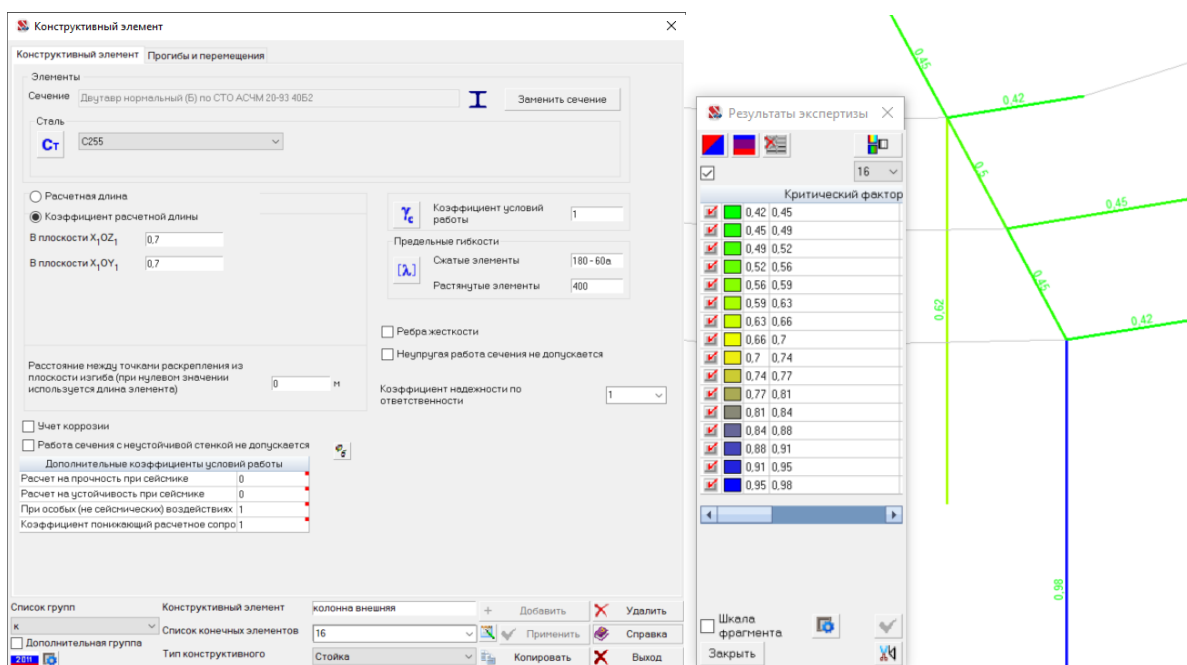 Конструктивный элемент
Конструктивный элемент Прогибы и перемещения
Элементы
Сечение Двутавр нормальный (Б) по СТО АСЧМ 20-93 40Б2 Заменить сечение
Сталь
Ст С255
Расчетная длина
Коэффициент расчетной длины
В плоскости X1OZ1 0,7
В плоскости X1OY1 0,7
Расстояние между точками раскрепления из
плоскости изгиба (при нулевом значении
используется длина элемента) 0 м
γc Коэффициент условий
работы 1
Предельные гибкости
[λ] Сжатые элементы 180 - 60α
Растянутые элементы 400
Ребра жесткости
Неупругая работа сечения не допускается
Коэффициент надежности по
ответственности 1
Учет коррозии
Работа сечения с неустойчивой стенкой не допускается
Дополнительные коэффициенты условий работы
Расчет на прочность при сейсмике 0
Расчет на устойчивость при сейсмике 0
При особых (не сейсмических) воздействиях 1
Коэффициент понижающий расчетное сопро 1
Список групп
к
Дополнительная группа
2011
Конструктивный элемент колонна внешняя + Добавить Удалить
Список конечных элементов 16 Применить Справка
Тип конструктивного Стойка Копировать Выход
Результаты экспертизы
16
Критический фактор
0,42 0,45
0,45 0,49
0,49 0,52
0,52 0,56
0,56 0,59
0,59 0,63
0,63 0,66
0,66 0,7
0,7 0,74
0,74 0,77
0,77 0,81
0,81 0,84
0,84 0,88
0,88 0,91
0,91 0,95
0,95 0,98
Шкала
фрагмента
Закрыть
0,45
0,42
0,5
0,45
0,45
0,62
0,42
0,98